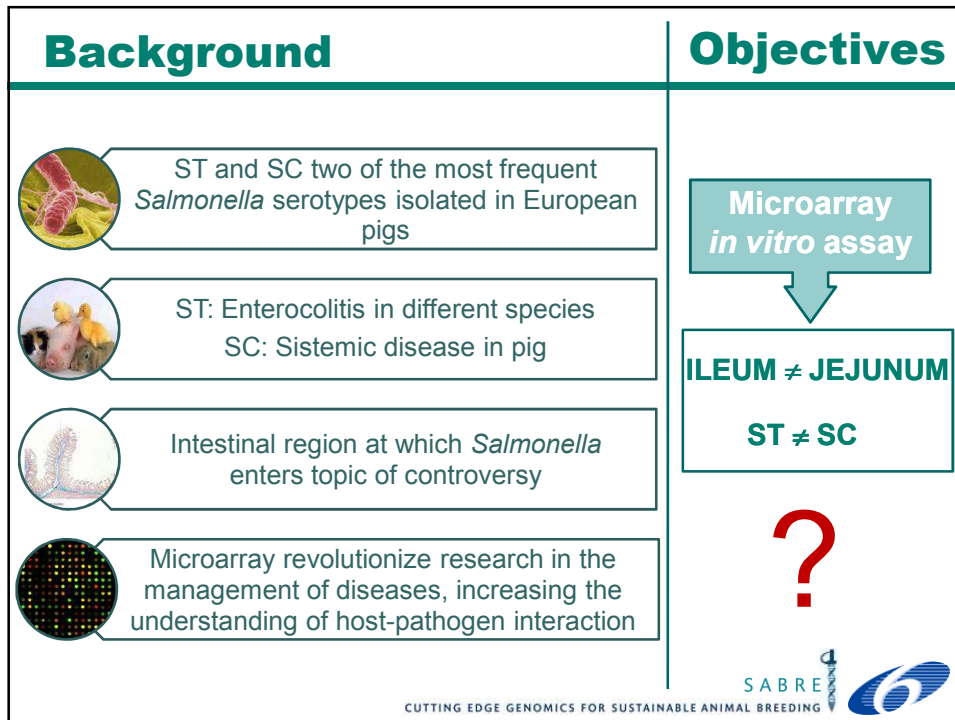 Background
ST and SC two of the most frequent
Salmonella serotypes isolated in European
pigs
ST: Enterocolitis in different species
SC: Sistemic disease in pig
Intestinal region at which Salmonella
enters topic of controversy
Microarray revolutionize research in the
management of diseases, increasing the
understanding of host-pathogen interaction
Objectives
Microarray
in vitro assay
ILEUM ≠ JEJUNUM
ST ≠ SC
?
SABRE
CUTTING EDGE GENOMICS FOR SUSTAINABLE ANIMAL BREEDING
6